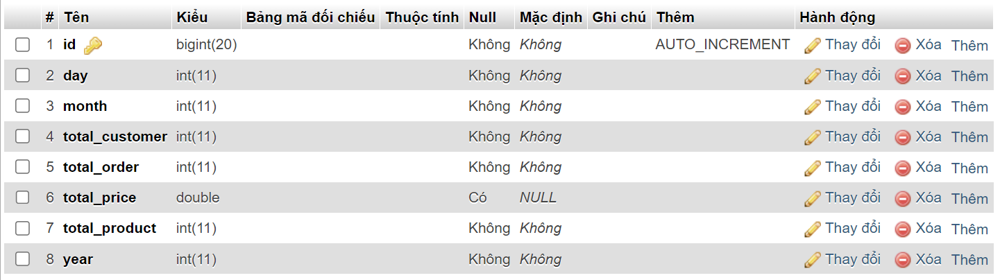 # Tên Kiểu Bảng mã đối chiếu Thuộc tính Null Mặc định Ghi chú Thêm Hành động
1 id bigint(20) Không Không AUTO_INCREMENT Thay đổi Xóa Thêm
2 day int(11) Không Không Thay đổi Xóa Thêm
3 month int(11) Không Không Thay đổi Xóa Thêm
4 total_customer int(11) Không Không Thay đổi Xóa Thêm
5 total_order int(11) Không Không Thay đổi Xóa Thêm
6 total_price double Có NULL Thay đổi Xóa Thêm
7 total_product int(11) Không Không Thay đổi Xóa Thêm
8 year int(11) Không Không Thay đổi Xóa Thêm